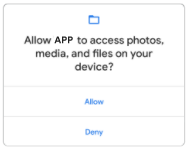 Allow APP to access photos,
media, and files on your
device?
Allow
Deny